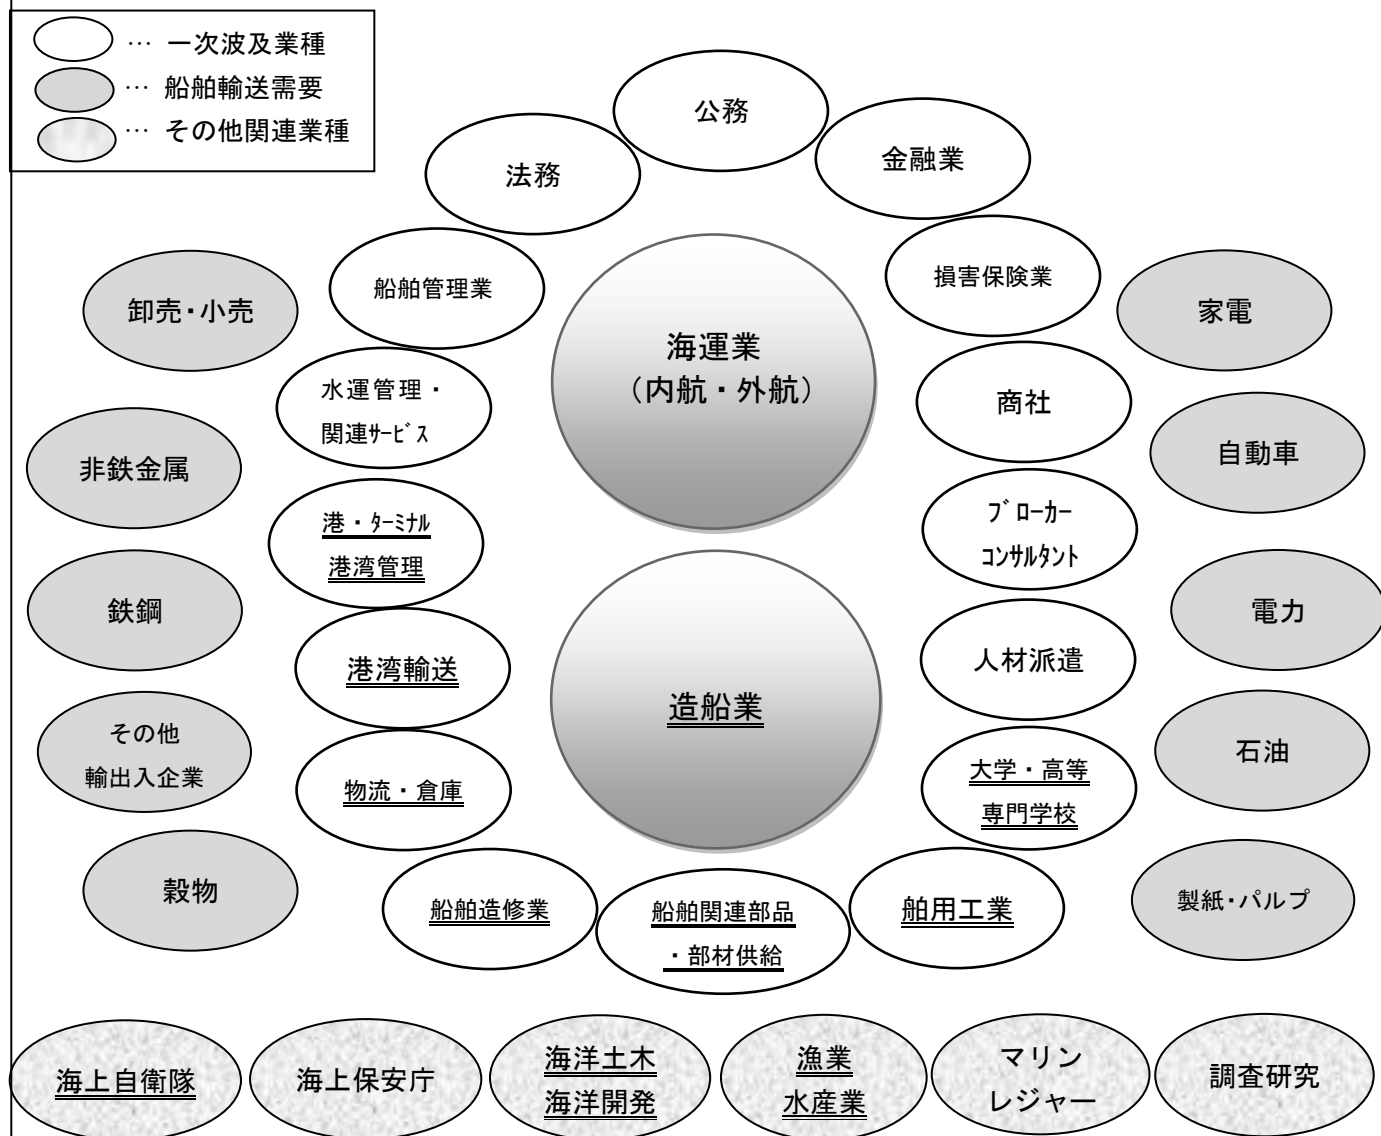 … 一次波及業種
… 船舶輸送需要
… その他関連業種
公務
法務
金融業
船舶管理業
損害保険業
卸売・小売
家電
海運業
（内航・外航）
水運管理・
関連ｻｰﾋﾞｽ
商社
非鉄金属
自動車
港・ﾀｰﾐﾅﾙ
港湾管理
ﾌﾞﾛｰｶｰ
ｺﾝｻﾙﾀﾝﾄ
鉄鋼
電力
港湾輸送
人材派遣
造船業
その他
輸出入企業
石油
物流・倉庫
大学・高等
専門学校
穀物
製紙・パルプ
船舶造修業
船舶関連部品
・部材供給
舶用工業
海上自衛隊
海上保安庁
海洋土木
海洋開発
漁業
水産業
マリン
レジャー
調査研究